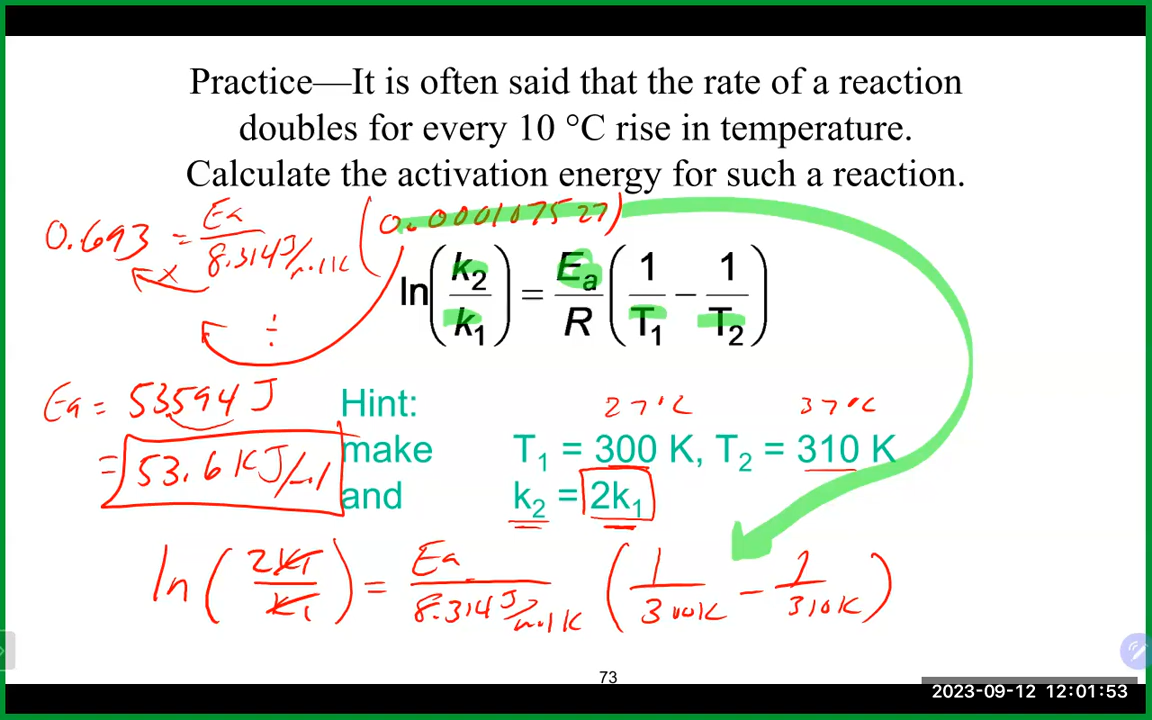 Practice—It is often said that the rate of a reaction
doubles for every 10 °C rise in temperature.
Calculate the activation energy for such a reaction.
0.693 = Ea / 8.314 J/mol K (0.000107527)
x
÷
ln(k₂/k₁) = Eₐ/R (1/T₁ − 1/T₂)
Ea = 53594 J
= 53.6 KJ/mol
Hint:
27°C 37°C
make T₁ = 300 K, T₂ = 310 K
and k₂ = 2k₁
ln(2k1/k1) = Ea / 8.314 J/mol K (1/300K − 1/310K)
73
2023-09-12 12:01:53